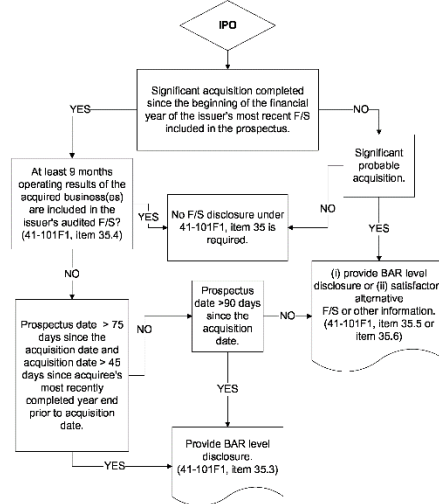 IPO
Significant acquisition completed
since the beginning of the financial
year of the issuer's most recent F/S
included in the prospectus.
YES
NO
At least 9 months
operating results of the
acquired business(es)
are included in the
issuer's audited F/S?
(41-101F1, item 35.4)
Significant
probable
acquisition.
YES
NO
No F/S disclosure under
41-101F1, item 35 is
required.
YES
NO
(i) provide BAR level
disclosure or (ii) satisfactor
alternative
F/S or other information.
(41-101F1, item 35.5 or
item 35.6)
Prospectus
date >90 days
since the
acquisition
date.
NO
NO
Prospectus date > 75
days since the
acquisition date and
acquisition date > 45
days since acquiree's
most recently
completed year end
prior to acquisition
date.
YES
YES
Provide BAR level
disclosure.
(41-101F1, item 35.3)